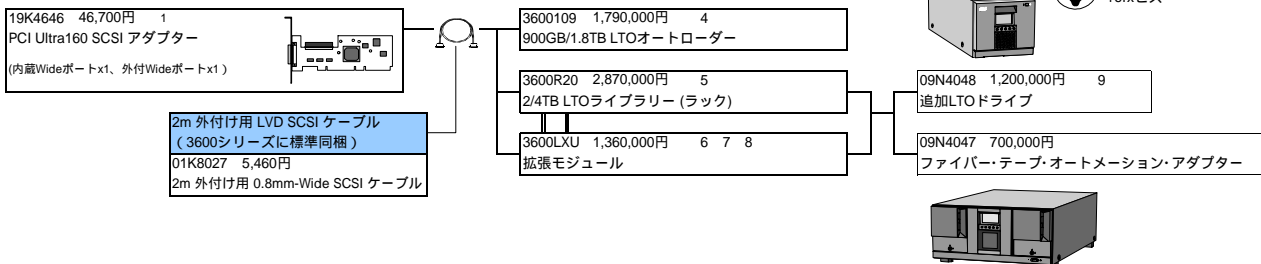 19K4646 46,700円 1
PCI Ultra160 SCSI アダプター
(内蔵Wideポートx1、外付Wideポートx1)
2m 外付け用 LVD SCSI ケーブル
(3600シリーズに標準同梱)
01K8027 5,460円
2m 外付け用 0.8mm-Wide SCSI ケーブル
3600109 1,790,000円 4
900GB/1.8TB LTOオートローダー
3600R20 2,870,000円 5
2/4TB LTOライブラリー (ラック)
3600LXU 1,360,000円 6 7 8
拡張モジュール
09N4048 1,200,000円 9
追加LTOドライブ
09N4047 700,000円
ファイバー・テープ・オートメーション・アダプター